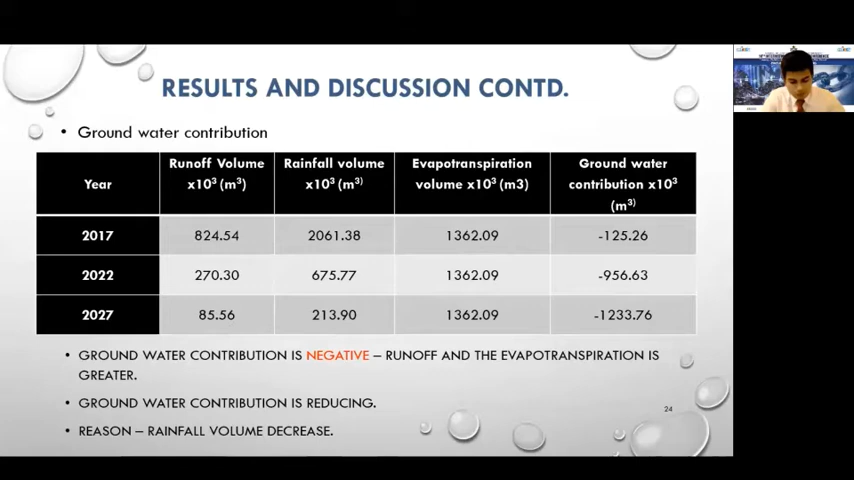 RESULTS AND DISCUSSION CONTD.
• Ground water contribution
Year
Runoff Volume
x10³ (m³)
Rainfall volume
x10³ (m³)
Evapotranspiration
volume x10³ (m3)
Ground water
contribution x10³
(m³)
2017 824.54 2061.38 1362.09 -125.26
2022 270.30 675.77 1362.09 -956.63
2027 85.56 213.90 1362.09 -1233.76
• GROUND WATER CONTRIBUTION IS NEGATIVE – RUNOFF AND THE EVAPOTRANSPIRATION IS
GREATER.
• GROUND WATER CONTRIBUTION IS REDUCING.
• REASON – RAINFALL VOLUME DECREASE.
24